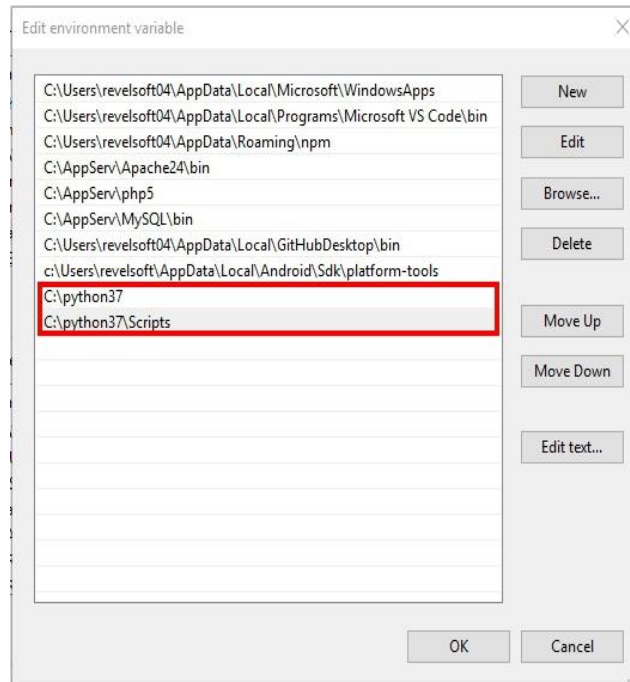 Edit environment variable
C:\Users\revelsoft04\AppData\Local\Microsoft\WindowsApps
C:\Users\revelsoft04\AppData\Local\Programs\Microsoft VS Code\bin
C:\Users\revelsoft04\AppData\Roaming\npm
C:\AppServ\Apache24\bin
C:\AppServ\php5
C:\AppServ\MySQL\bin
C:\Users\revelsoft04\AppData\Local\GitHubDesktop\bin
c:\Users\revelsoft\AppData\Local\Android\Sdk\platform-tools
C:\python37
C:\python37\Scripts
New
Edit
Browse...
Delete
Move Up
Move Down
Edit text...
OK
Cancel